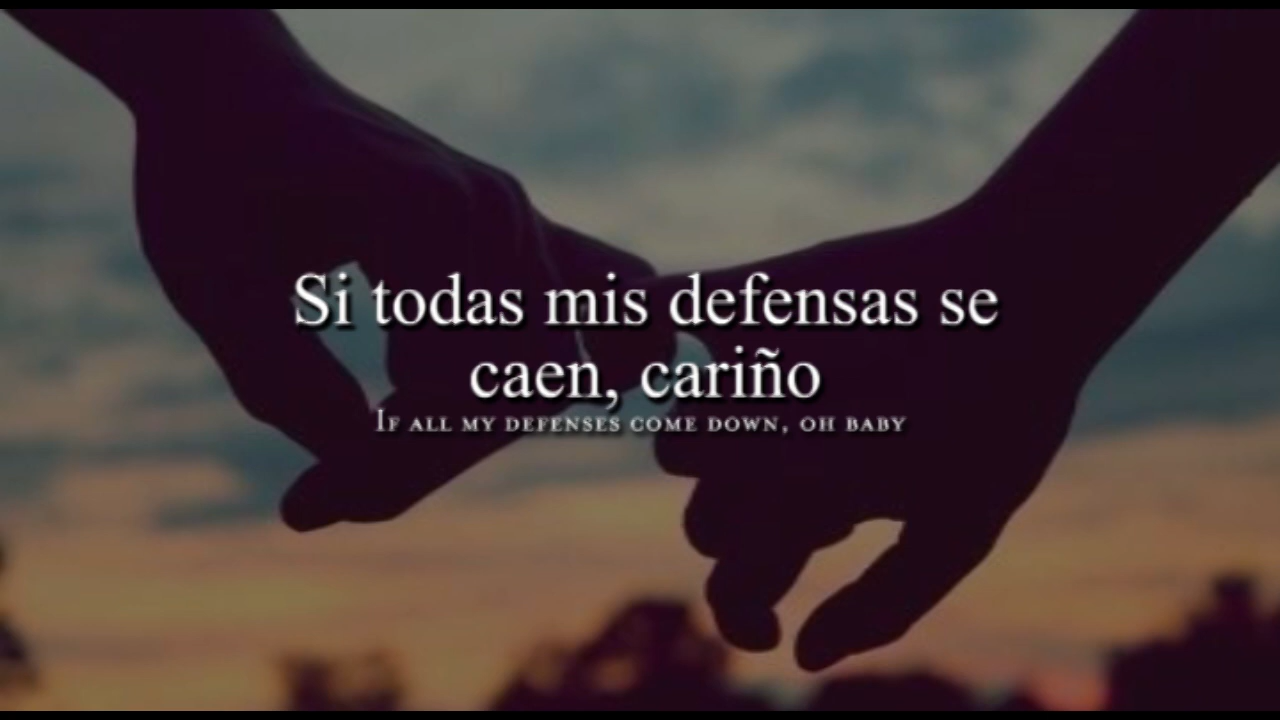 Si todas mis defensas se
caen, cariño
If all my defenses come down, oh baby